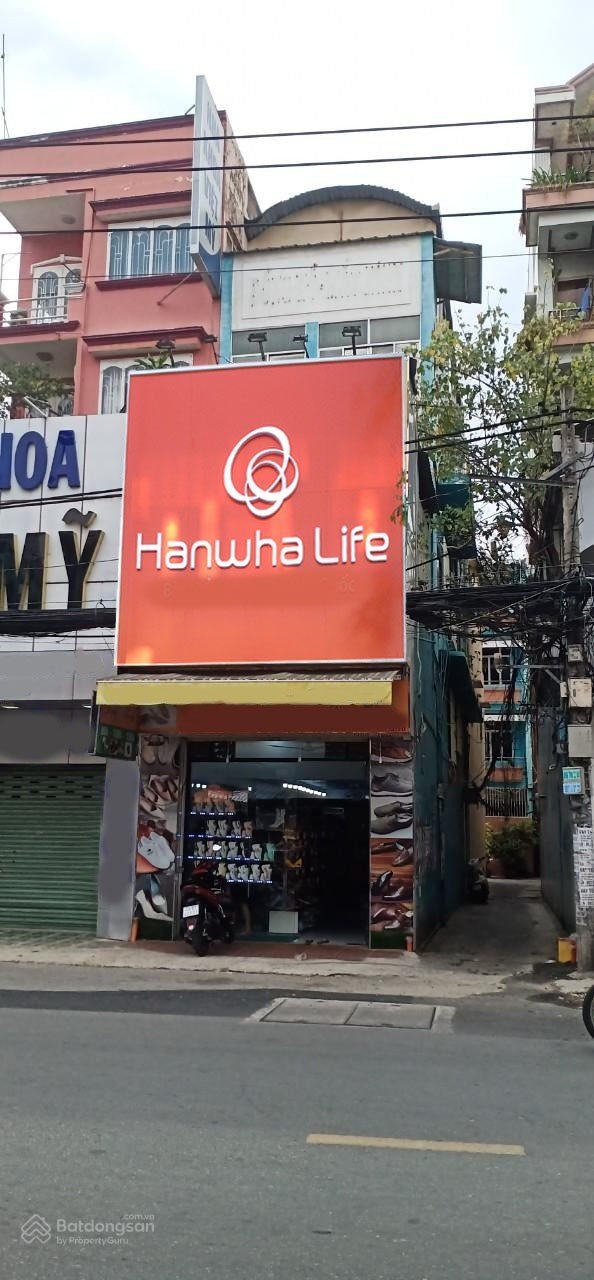 HOA
MỸ
Hanwha Life
Batdongsan
.com.vn
by PropertyGuru